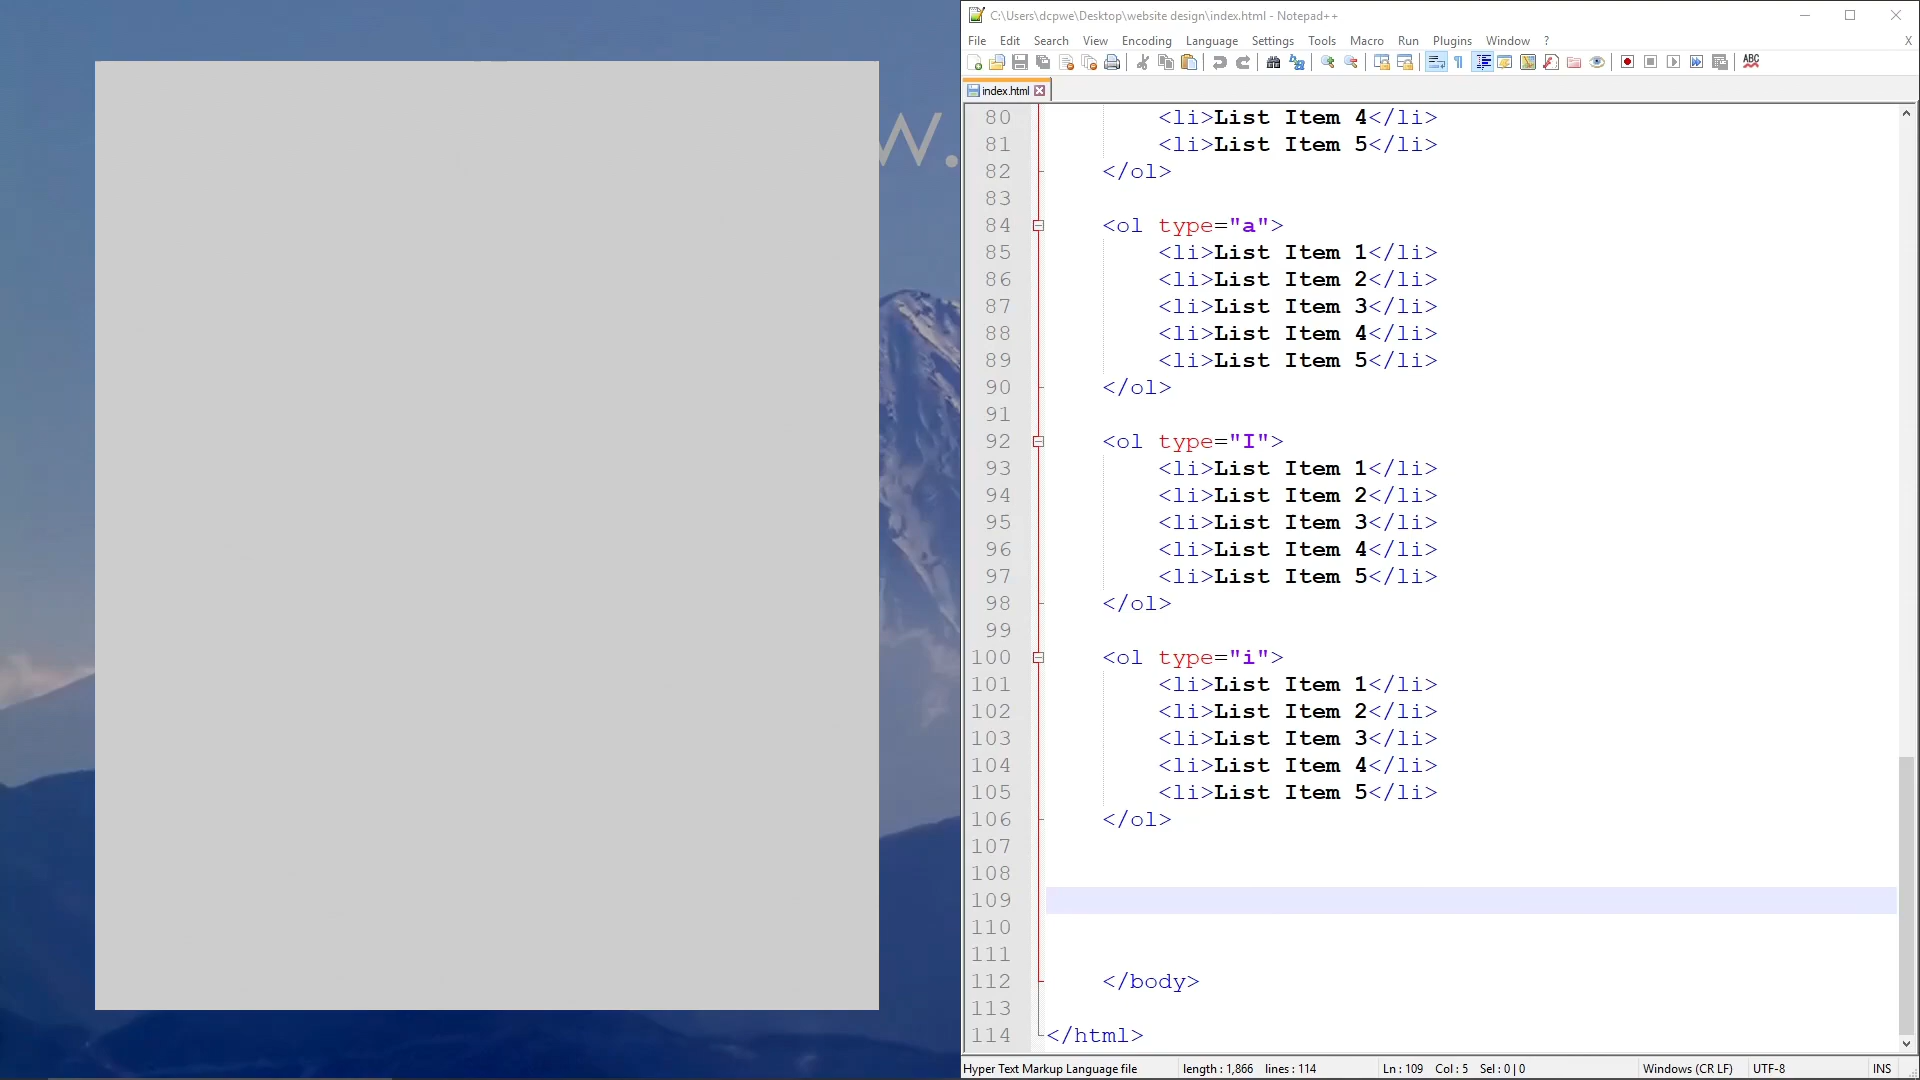 w.
C:\Users\dcpwe\Desktop\website design\index.html - Notepad++
File Edit Search View Encoding Language Settings Tools Macro Run Plugins Window ? X
ABC
index.html
80 <li>List Item 4</li>
81 <li>List Item 5</li>
82 </ol>
83
84 <ol type="a">
85 <li>List Item 1</li>
86 <li>List Item 2</li>
87 <li>List Item 3</li>
88 <li>List Item 4</li>
89 <li>List Item 5</li>
90 </ol>
91
92 <ol type="I">
93 <li>List Item 1</li>
94 <li>List Item 2</li>
95 <li>List Item 3</li>
96 <li>List Item 4</li>
97 <li>List Item 5</li>
98 </ol>
99
100 <ol type="i">
101 <li>List Item 1</li>
102 <li>List Item 2</li>
103 <li>List Item 3</li>
104 <li>List Item 4</li>
105 <li>List Item 5</li>
106 </ol>
107
108
109
110
111
112 </body>
113
114 </html>
Hyper Text Markup Language file length : 1,866 lines : 114 Ln : 109 Col : 5 Sel : 0 | 0 Windows (CR LF) UTF-8 INS